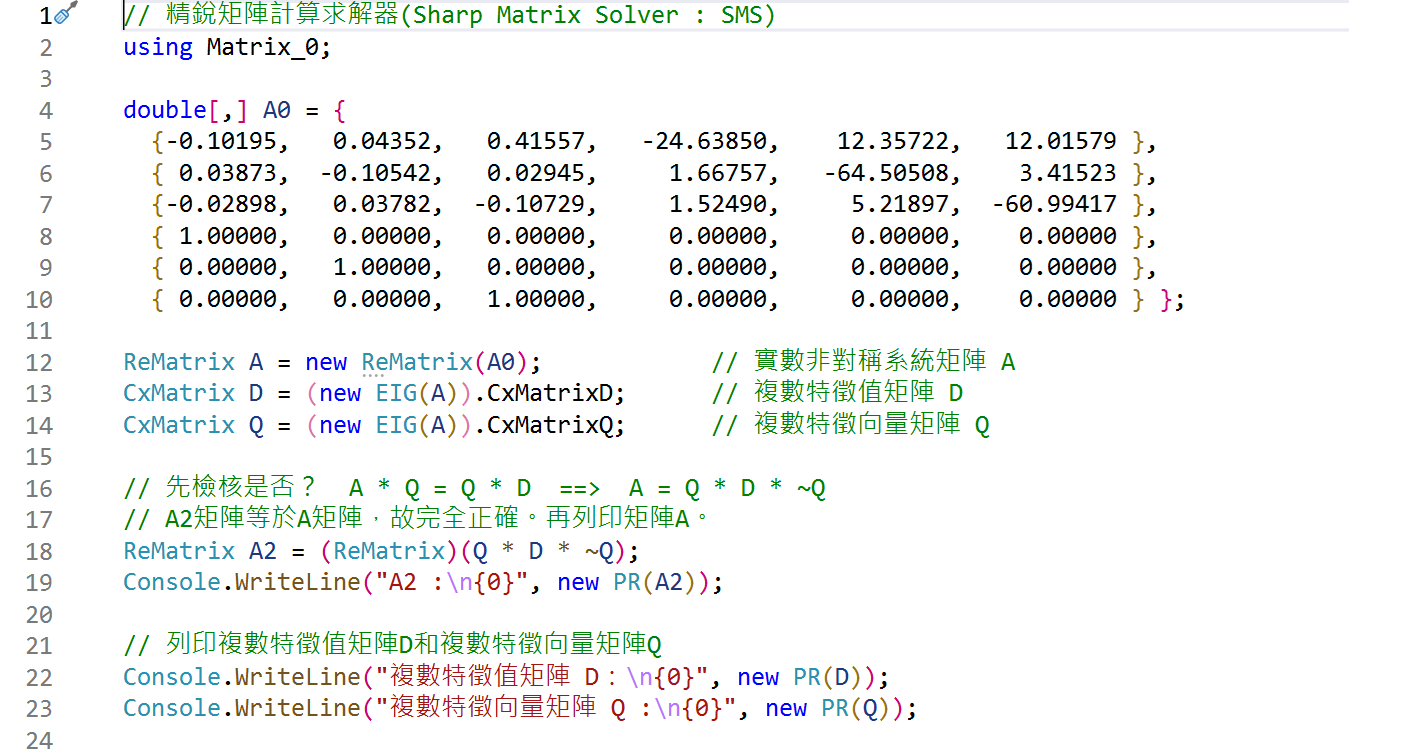 1 // 精銳矩陣計算求解器(Sharp Matrix Solver : SMS)
2 using Matrix_0;
3
4 double[,] A0 = {
5 {-0.10195, 0.04352, 0.41557, -24.63850, 12.35722, 12.01579 },
6 { 0.03873, -0.10542, 0.02945, 1.66757, -64.50508, 3.41523 },
7 {-0.02898, 0.03782, -0.10729, 1.52490, 5.21897, -60.99417 },
8 { 1.00000, 0.00000, 0.00000, 0.00000, 0.00000, 0.00000 },
9 { 0.00000, 1.00000, 0.00000, 0.00000, 0.00000, 0.00000 },
10 { 0.00000, 0.00000, 1.00000, 0.00000, 0.00000, 0.00000 } };
11
12 ReMatrix A = new ReMatrix(A0); // 實數非對稱系統矩陣 A
13 CxMatrix D = (new EIG(A)).CxMatrixD; // 複數特徵值矩陣 D
14 CxMatrix Q = (new EIG(A)).CxMatrixQ; // 複數特徵向量矩陣 Q
15
16 // 先檢核是否? A * Q = Q * D ==> A = Q * D * ~Q
17 // A2矩陣等於A矩陣,故完全正確。再列印矩陣A。
18 ReMatrix A2 = (ReMatrix)(Q * D * ~Q);
19 Console.WriteLine("A2 :\n{0}", new PR(A2));
20
21 // 列印複數特徵值矩陣D和複數特徵向量矩陣Q
22 Console.WriteLine("複數特徵值矩陣 D:\n{0}", new PR(D));
23 Console.WriteLine("複數特徵向量矩陣 Q :\n{0}", new PR(Q));
24